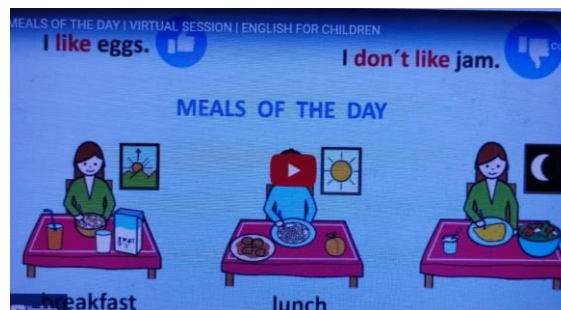 MEALS OF THE DAY | VIRTUAL SESSION | ENGLISH FOR CHILDREN
I like eggs.
I don´t like jam.
MEALS OF THE DAY
breakfast
lunch